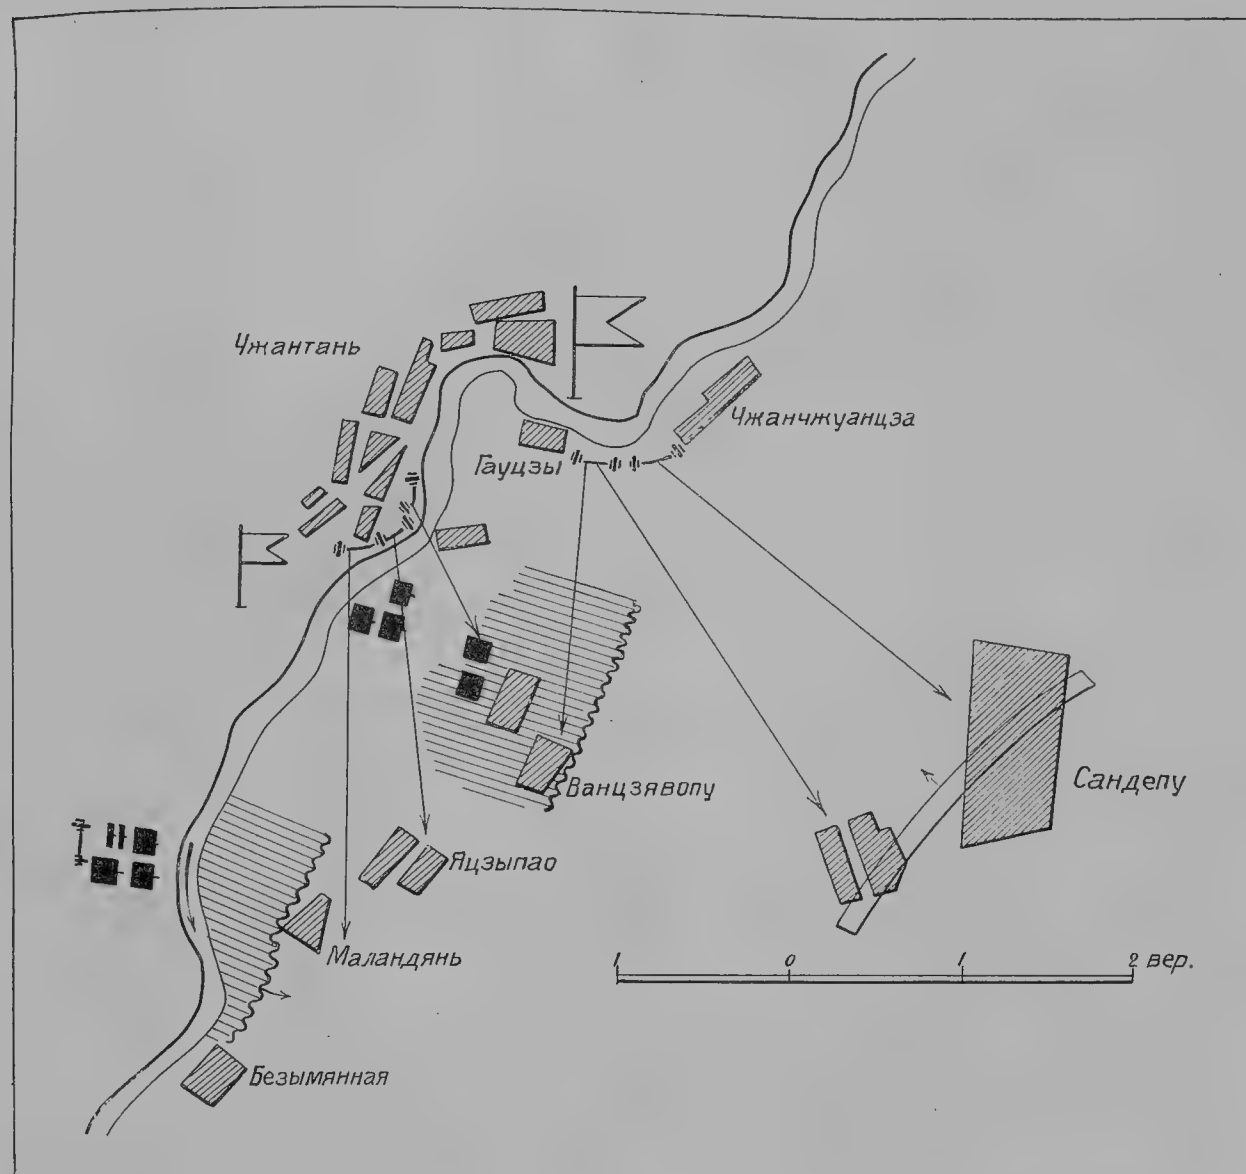 Чжантань
Чжанчжуанцза
Гауцзы
Ванцзявопу
Сандепу
Яцзыпао
Маландянь
1 0 1 2 вер.
Безымянная